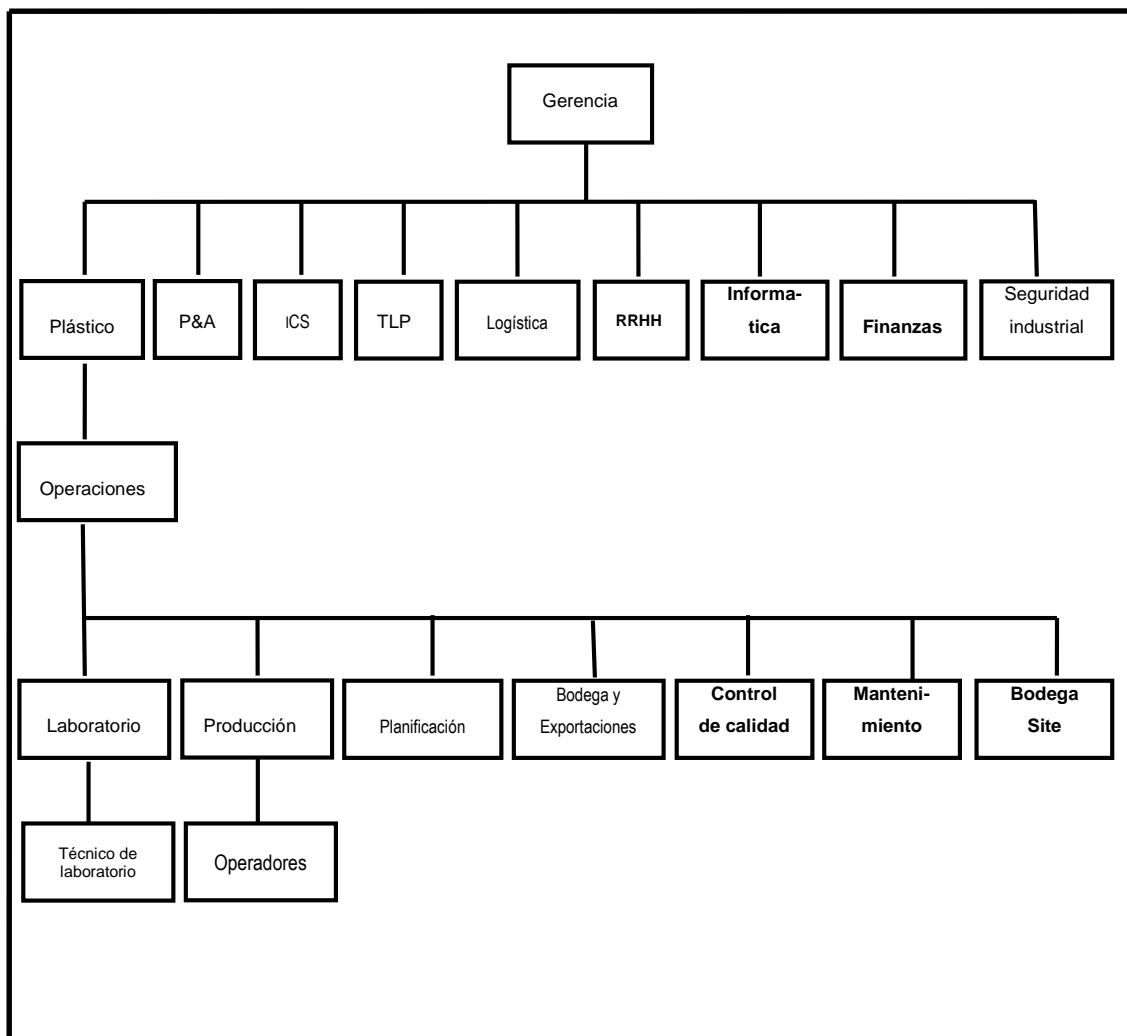 Gerencia
Plástico
P&A
ICS
TLP
Logística
RRHH
Informa-
tica
Finanzas
Seguridad
industrial
Operaciones
Laboratorio
Producción
Planificación
Bodega y
Exportaciones
Control
de calidad
Manteni-
miento
Bodega
Site
Técnico de
laboratorio
Operadores